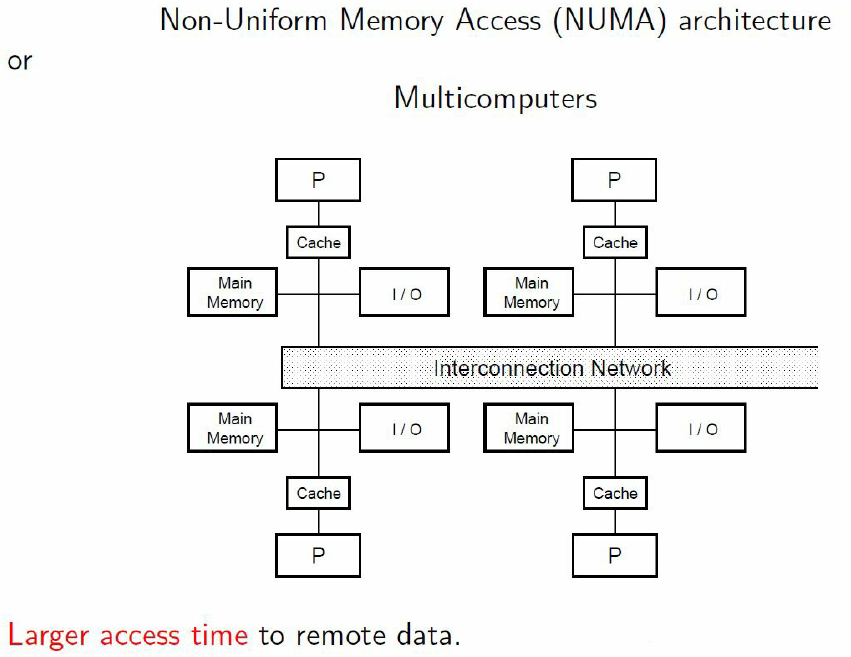 Non-Uniform Memory Access (NUMA) architecture
or
Multicomputers
P
P
Cache
Cache
Main
Memory
I / O
Main
Memory
I / O
Interconnection Network
Main
Memory
I / O
Main
Memory
I / O
Cache
Cache
P
P
Larger access time to remote data.